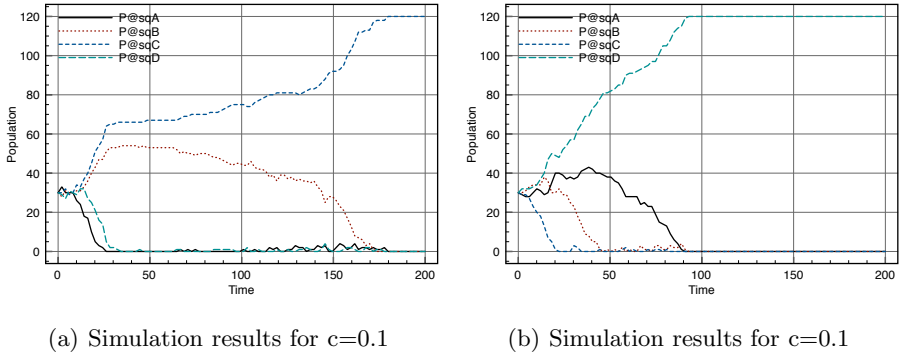 120
100
80
60
40
20
0
Population
P@sqA
P@sqB
P@sqC
P@sqD
0 50 100 150 200
Time
(a) Simulation results for c=0.1
120
100
80
60
40
20
0
Population
P@sqA
P@sqB
P@sqC
P@sqD
0 50 100 150 200
Time
(b) Simulation results for c=0.1